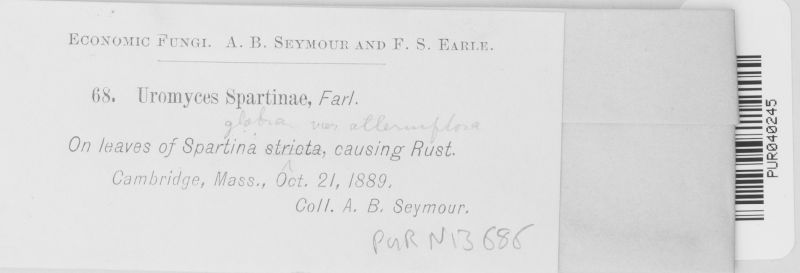 ECONOMIC FUNGI. A. B. SEYMOUR AND F. S. EARLE.
68. Uromyces Spartinae, Farl.
glabra var alterniflora
On leaves of Spartina stricta, causing Rust.
Cambridge, Mass., Oct. 21, 1889.
Coll. A. B. Seymour.
PUR N13686
PUR040245